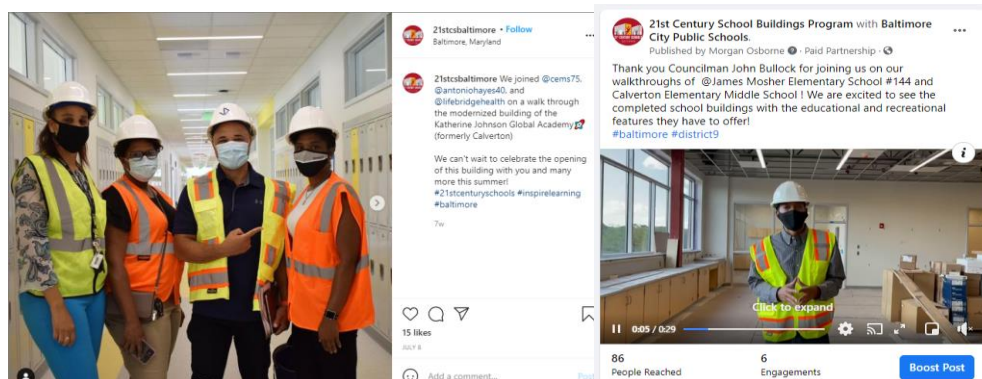 21stcsbaltimore • Follow
Baltimore, Maryland
21stcsbaltimore We joined @cems75,
@antoniohayes40, and
@lifebridgehealth on a walk through
the modernized building of the
Katherine Johnson Global Academy
(formerly Calverton)
We can't wait to celebrate the opening
of this building with you and many
more this summer!
#21stcenturyschools #inspirelearning
#baltimore
7w
15 likes
JULY 6
Add a comment...
Post
21st Century School Buildings Program with Baltimore
City Public Schools.
Published by Morgan Osborne · Paid Partnership ·
Thank you Councilman John Bullock for joining us on our
walkthroughs of @James Mosher Elementary School #144 and
Calverton Elementary Middle School ! We are excited to see the
completed school buildings with the educational and recreational
features they have to offer!
#baltimore #district9
Click to expand
0:05 / 0:29
86
People Reached
6
Engagements
Boost Post